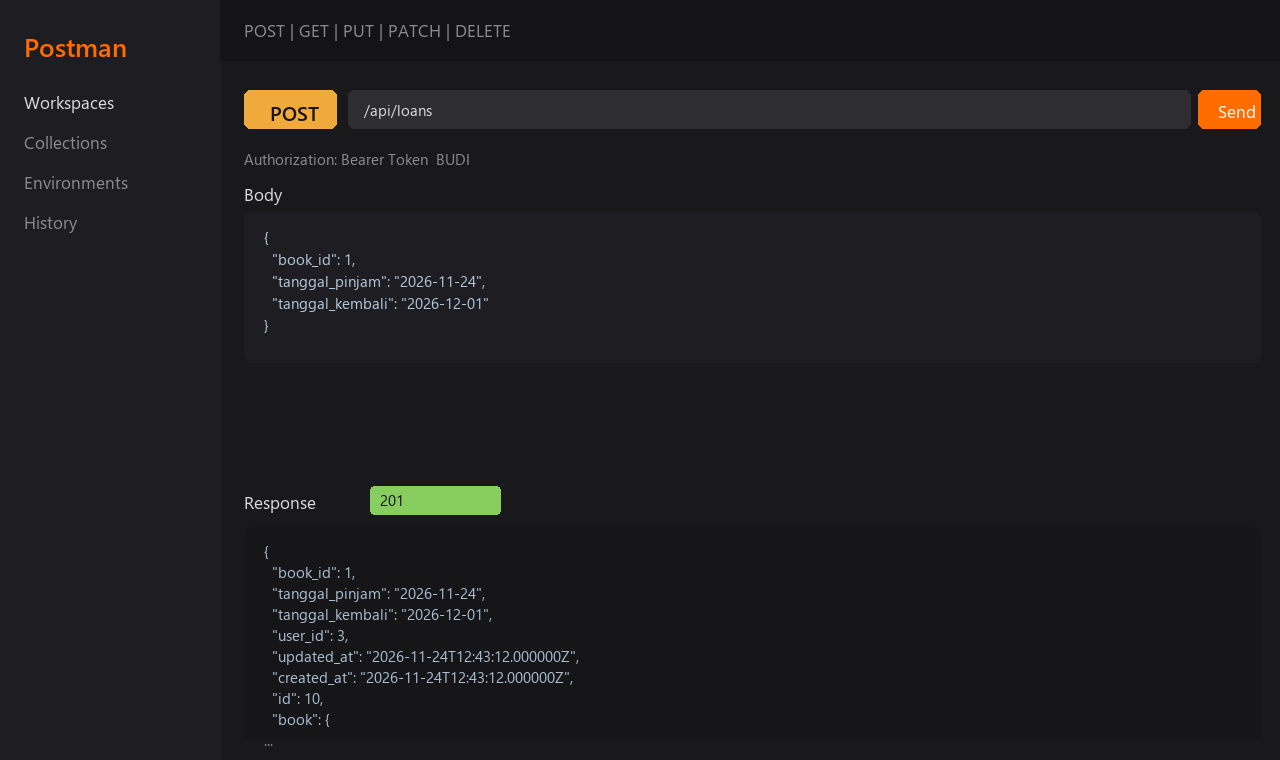 Postman
Workspaces
Collections
Environments
History
POST | GET | PUT | PATCH | DELETE
POST
/api/loans
Send
Authorization: Bearer Token  BUDI
Body
{
  "book_id": 1,
  "tanggal_pinjam": "2026-11-24",
  "tanggal_kembali": "2026-12-01"
}
Response
201
{
  "book_id": 1,
  "tanggal_pinjam": "2026-11-24",
  "tanggal_kembali": "2026-12-01",
  "user_id": 3,
  "updated_at": "2026-11-24T12:43:12.000000Z",
  "created_at": "2026-11-24T12:43:12.000000Z",
  "id": 10,
  "book": {
...